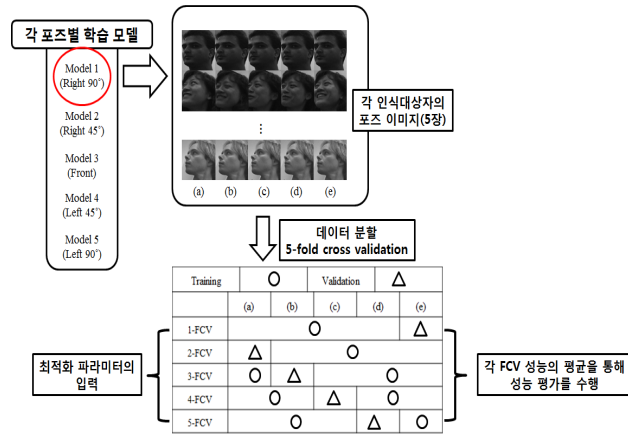 각 포즈별 학습 모델
Model 1
(Right 90˚)
Model 2
(Right 45˚)
Model 3
(Front)
Model 4
(Left 45˚)
Model 5
(Left 90˚)
⋮
(a) (b) (c) (d) (e)
각 인식대상자의
포즈 이미지(5장)
데이터 분할
5-fold cross validation
Training Validation
(a) (b) (c) (d) (e)
1-FCV
2-FCV
3-FCV
4-FCV
5-FCV
최적화 파라미터의
입력
각 FCV 성능의 평균을 통해
성능 평가를 수행